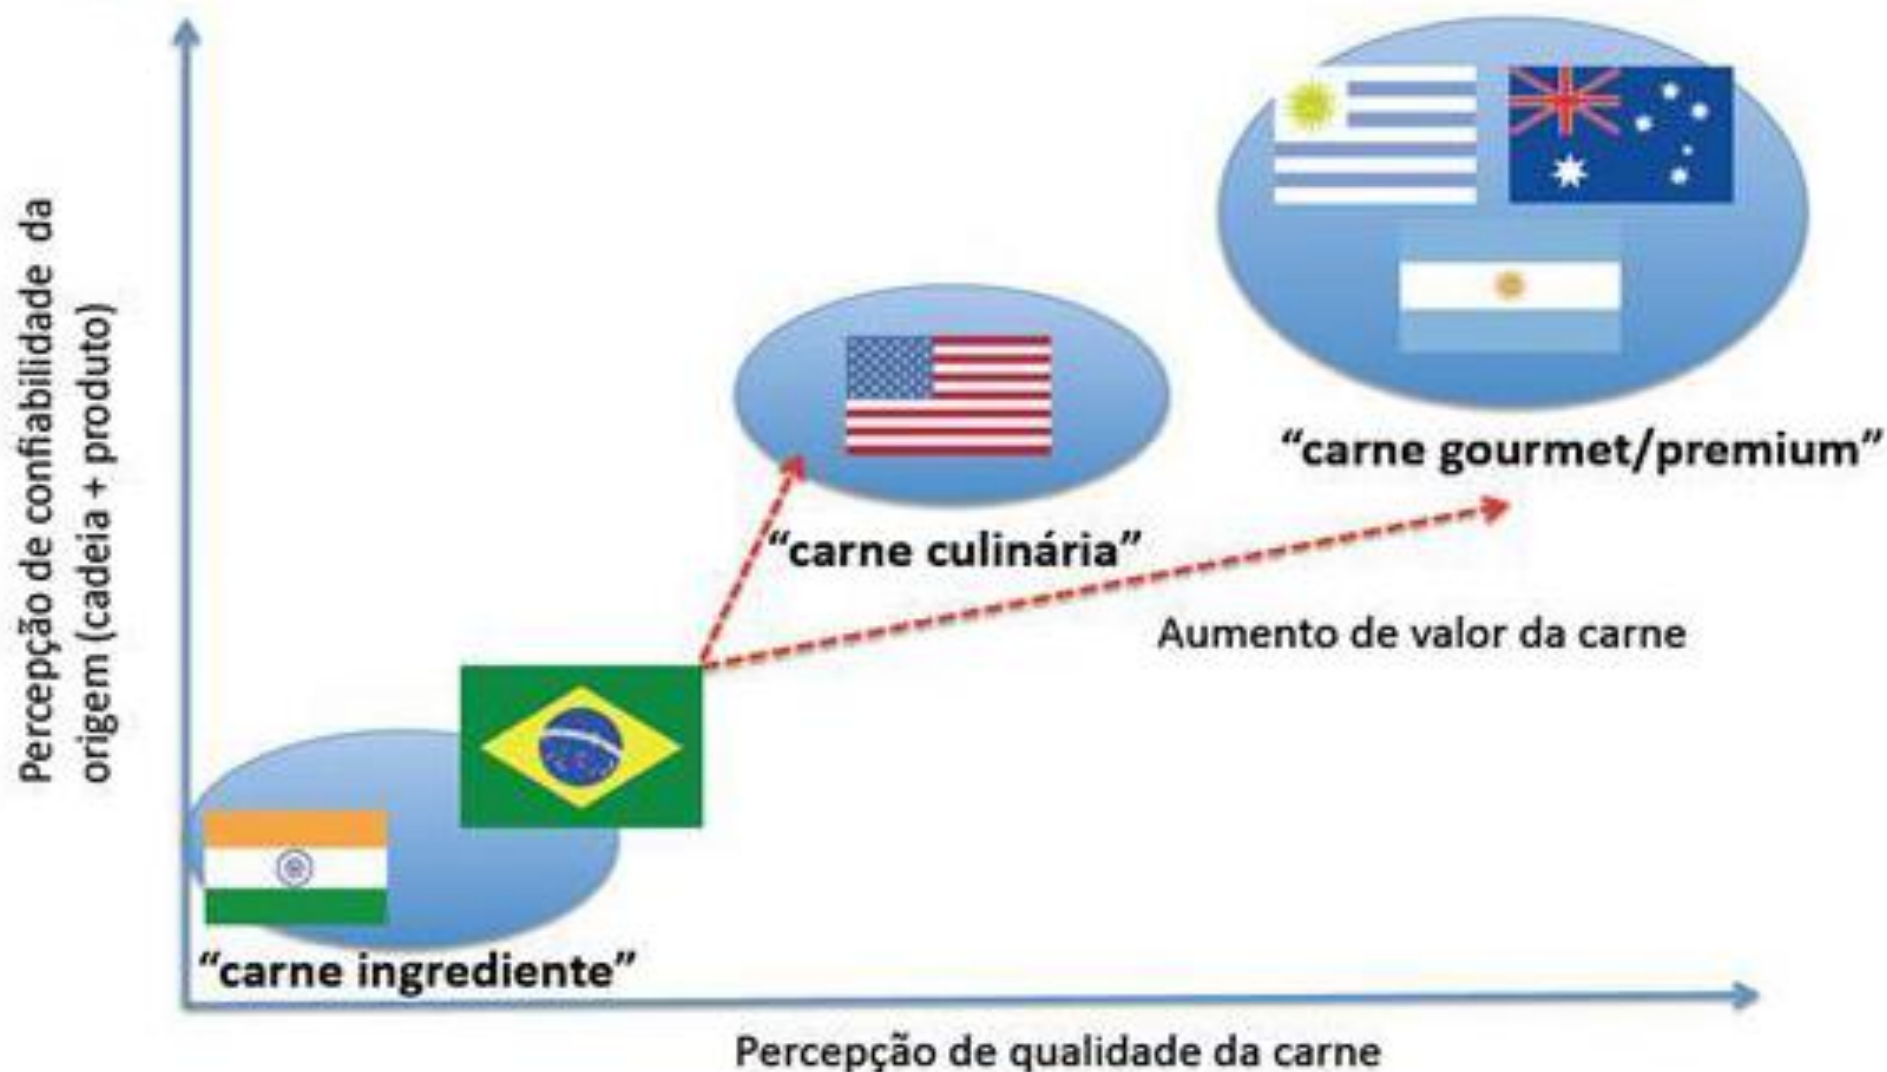 Percepção de confiabilidade da
origem (cadeia + produto)
“carne gourmet/premium”
“carne culinária”
Aumento de valor da carne
“carne ingrediente”
Percepção de qualidade da carne